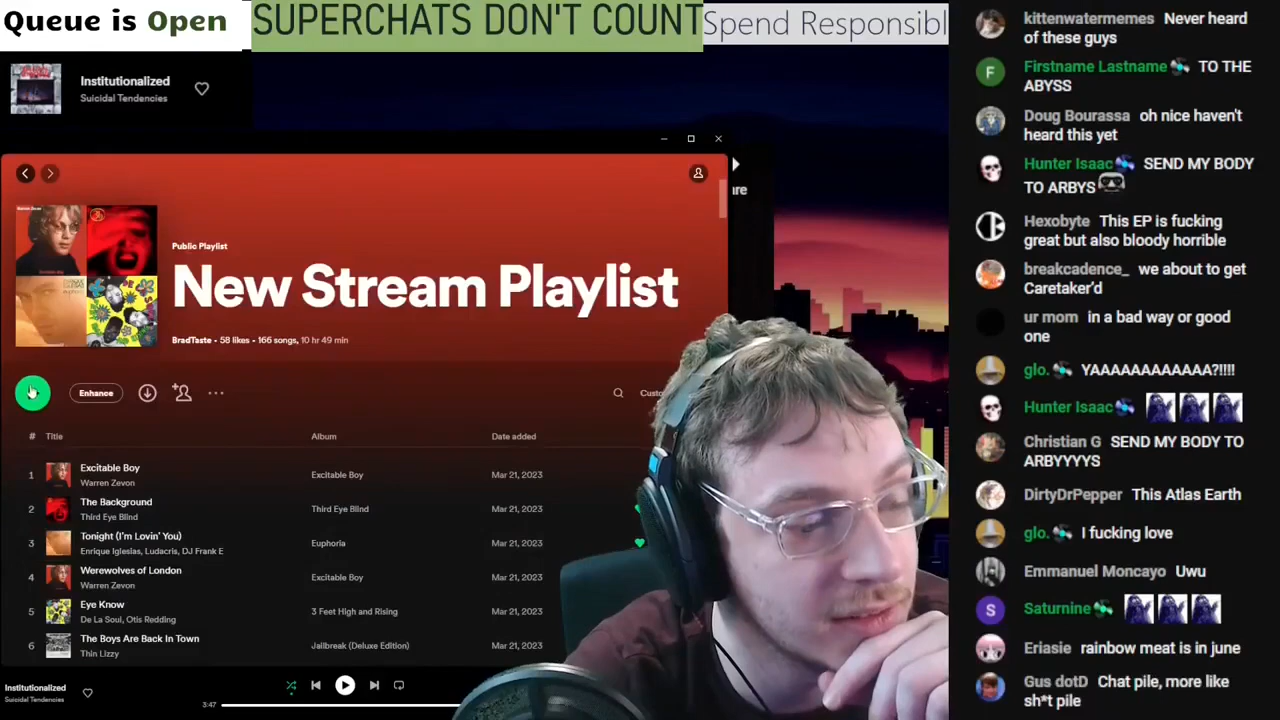 Queue is Open
SUPERCHATS DON'T COUNT
Spend Responsibl
Institutionalized
Suicidal Tendencies
are
Public Playlist
New Stream Playlist
BradTaste • 58 likes • 166 songs, 10 hr 49 min
Enhance
Custo
# Title Album Date added
1 Excitable Boy Excitable Boy Mar 21, 2023
Warren Zevon
2 The Background Third Eye Blind Mar 21, 2023
Third Eye Blind
3 Tonight (I'm Lovin' You) Euphoria Mar 21, 2023
Enrique Iglesias, Ludacris, DJ Frank E
4 Werewolves of London Excitable Boy Mar 21, 2023
Warren Zevon
5 Eye Know 3 Feet High and Rising Mar 21, 2023
De La Soul, Otis Redding
6 The Boys Are Back In Town Jailbreak (Deluxe Edition) Mar 21, 2023
Thin Lizzy
Institutionalized
Suicidal Tendencies
3:47
kittenwatermemes Never heard
of these guys
Firstname Lastname TO THE
ABYSS
Doug Bourassa oh nice haven't
heard this yet
Hunter Isaac SEND MY BODY
TO ARBYS
Hexobyte This EP is fucking
great but also bloody horrible
breakcadence_ we about to get
Caretaker'd
ur mom in a bad way or good
one
glo. YAAAAAAAAAAAA?!!!!
Hunter Isaac
Christian G SEND MY BODY TO
ARBYYYYS
DirtyDrPepper This Atlas Earth
glo. I fucking love
Emmanuel Moncayo Uwu
Saturnine
Eriasie rainbow meat is in june
Gus dotD Chat pile, more like
sh*t pile